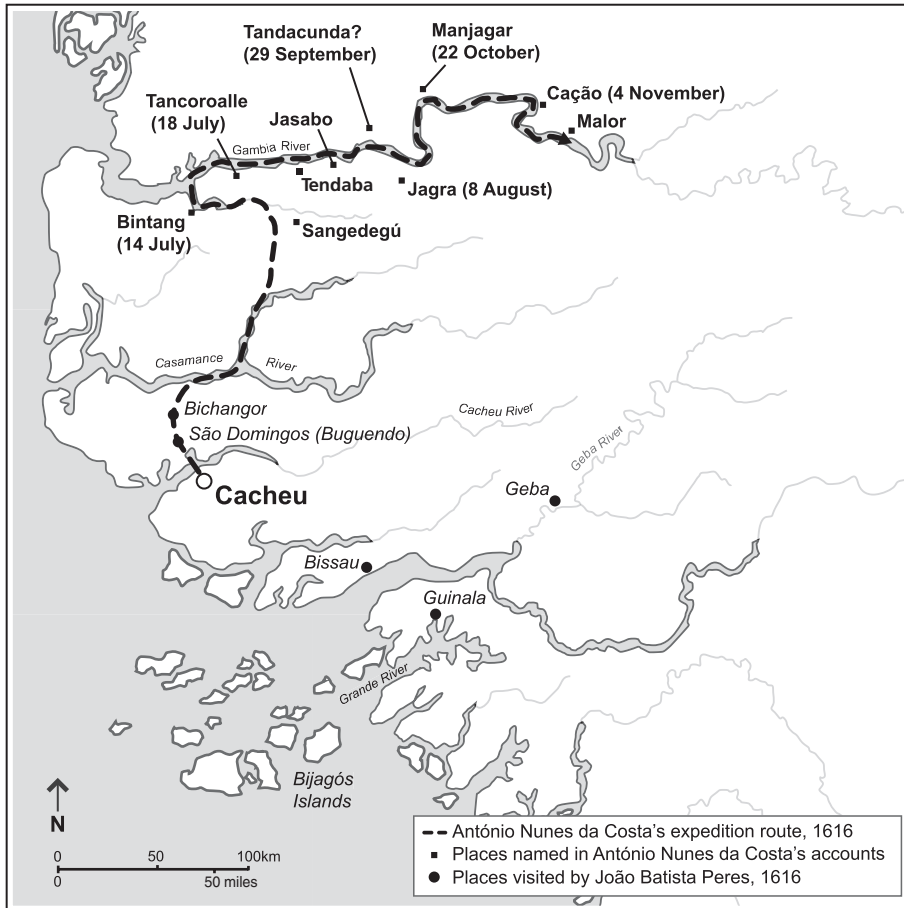 Tandacunda?
(29 September)
Manjagar
(22 October)
Tancoroalle
(18 July)
Jasabo
Cação (4 November)
Malor
Gambia River
Tendaba
Jagra (8 August)
Bintang
(14 July)
Sangedegú
Casamance
River
Bichangor
Cacheu River
São Domingos (Buguendo)
Geba River
Cacheu
Geba
Bissau
Guinala
Grande River
Bijagós
Islands
N
0 50 100km
0 50 miles
António Nunes da Costa's expedition route, 1616
Places named in António Nunes da Costa's accounts
Places visited by João Batista Peres, 1616